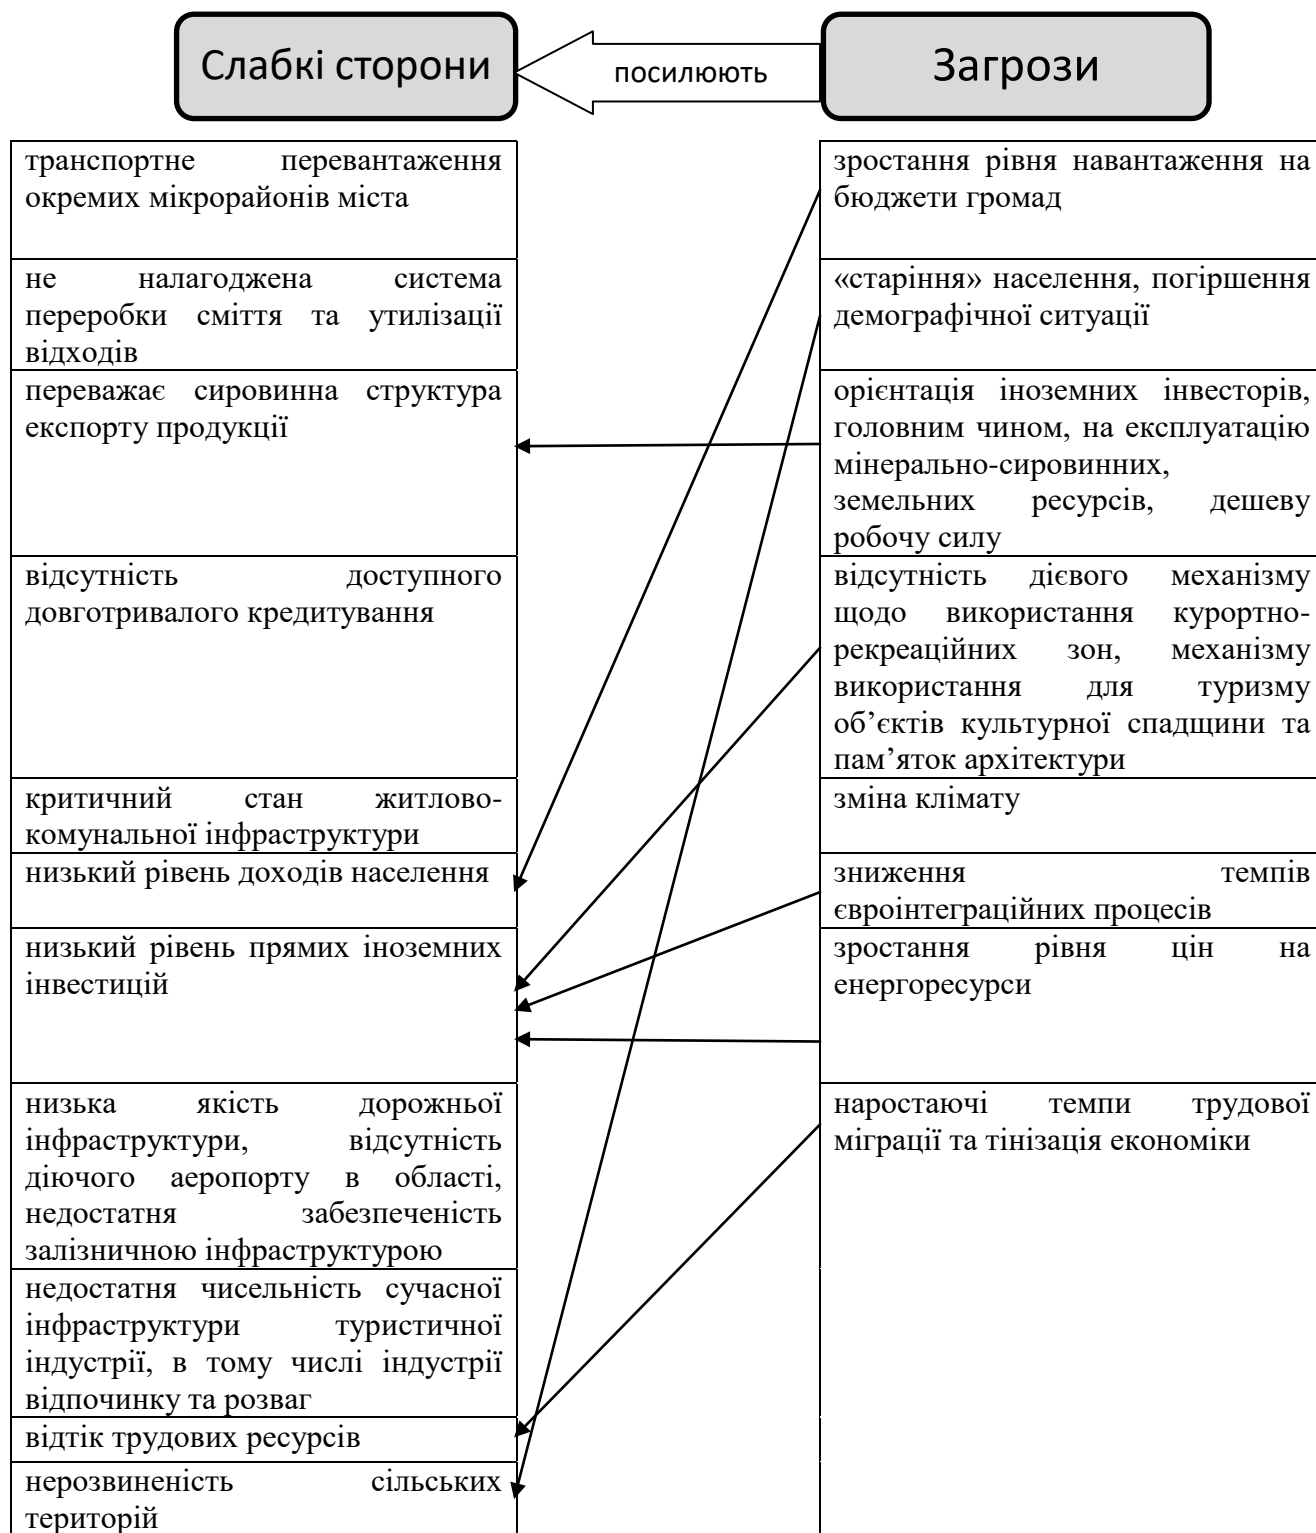 Слабкі сторони
посилюють
Загрози
транспортне перевантаження
окремих мікрорайонів міста
не налагоджена система
переробки сміття та утилізації
відходів
переважає сировинна структура
експорту продукції
відсутність доступного
довготривалого кредитування
критичний стан житлово-
комунальної інфраструктури
низький рівень доходів населення
низький рівень прямих іноземних
інвестицій
низька якість дорожньої
інфраструктури, відсутність
діючого аеропорту в області,
недостатня забезпеченість
залізничною інфраструктурою
недостатня чисельність сучасної
інфраструктури туристичної
індустрії, в тому числі індустрії
відпочинку та розваг
відтік трудових ресурсів
нерозвиненість сільських
територій
зростання рівня навантаження на
бюджети громад
«старіння» населення, погіршення
демографічної ситуації
орієнтація іноземних інвесторів,
головним чином, на експлуатацію
мінерально-сировинних,
земельних ресурсів, дешеву
робочу силу
відсутність дієвого механізму
щодо використання курортно-
рекреаційних зон, механізму
використання для туризму
об’єктів культурної спадщини та
пам’яток архітектури
зміна клімату
зниження темпів
євроінтеграційних процесів
зростання рівня цін на
енергоресурси
наростаючі темпи трудової
міграції та тінізація економіки